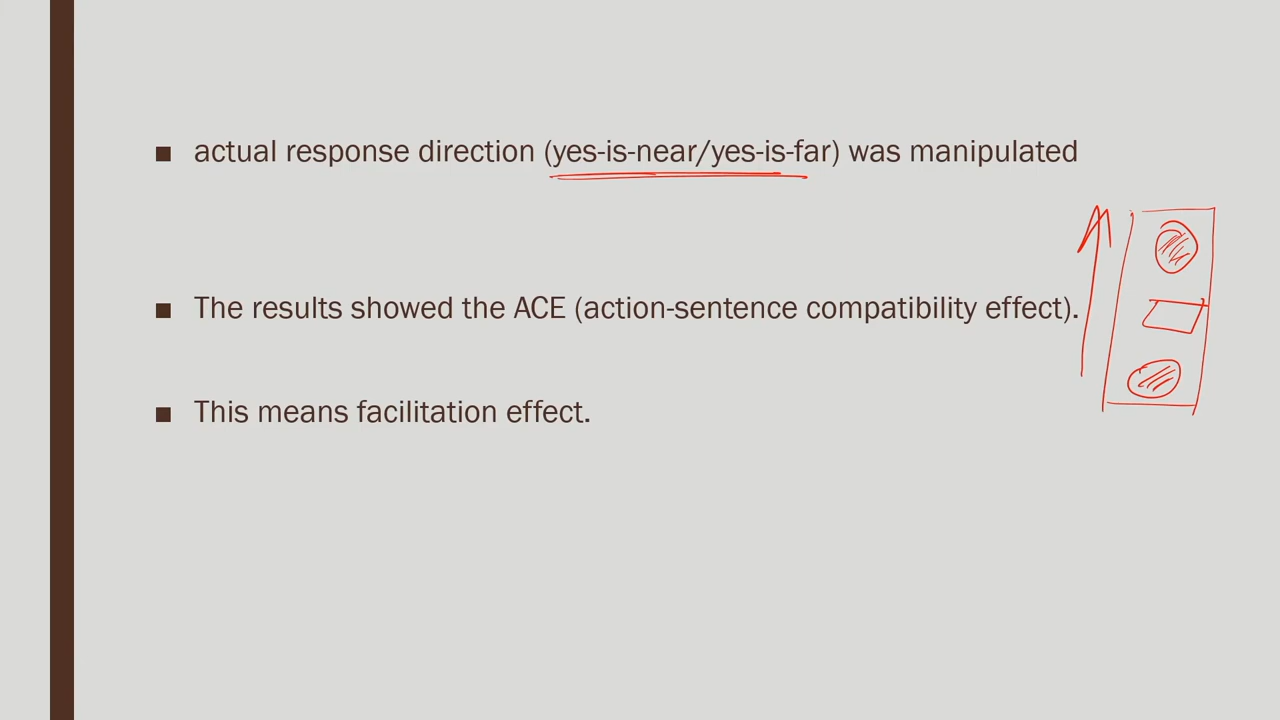 ■ actual response direction (yes-is-near/yes-is-far) was manipulated
■ The results showed the ACE (action-sentence compatibility effect).
■ This means facilitation effect.